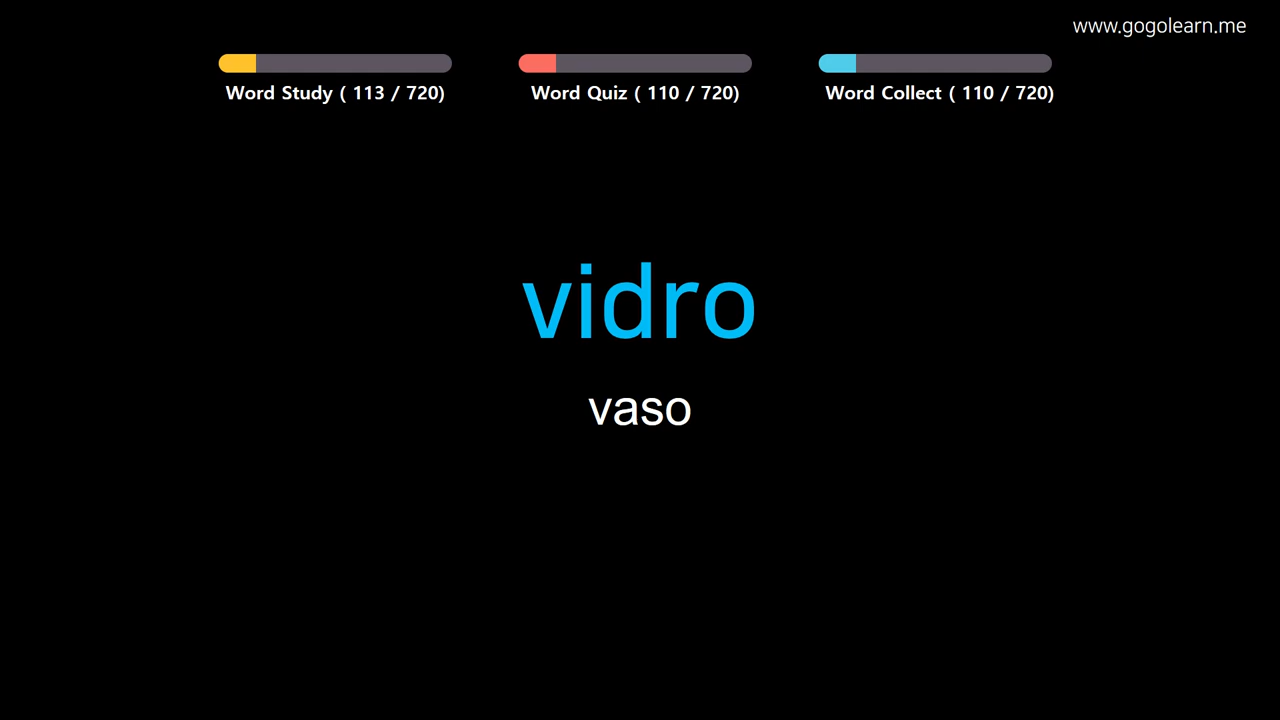 www.gogolearn.me
Word Study ( 113 / 720)
Word Quiz ( 110 / 720)
Word Collect ( 110 / 720)
vidro
vaso